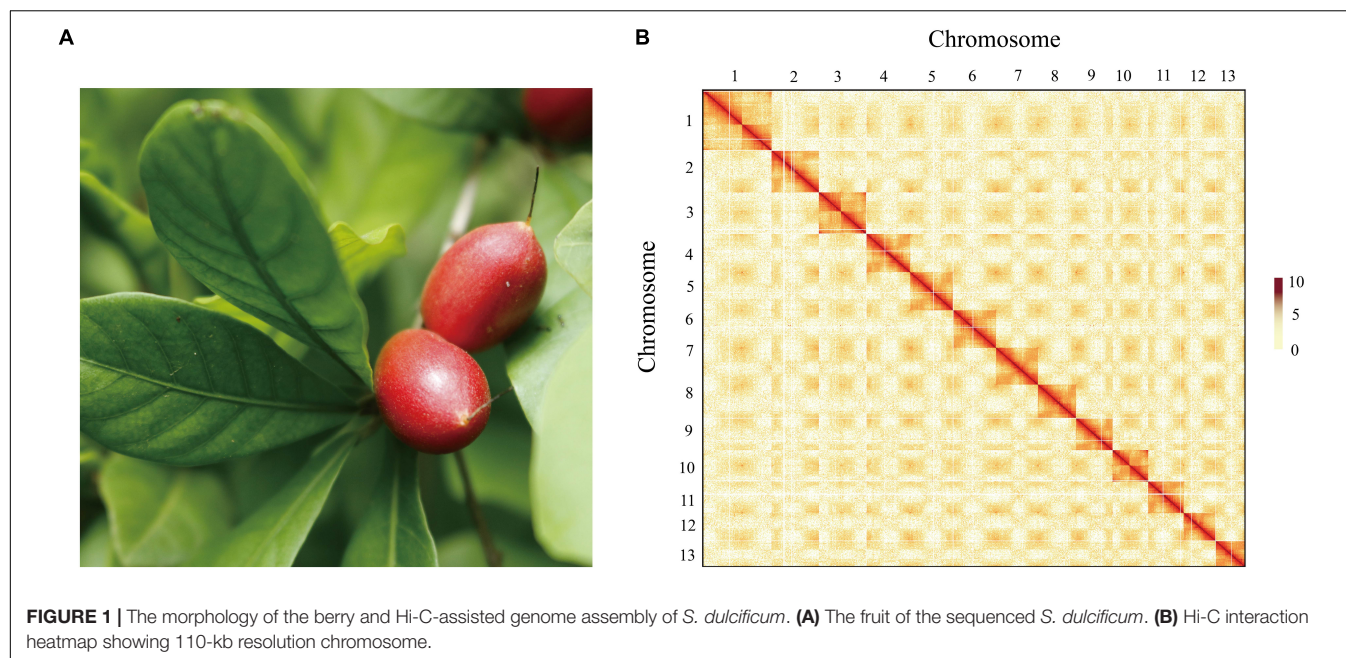 A
B
Chromosome
1 2 3 4 5 6 7 8 9 10 11 12 13
Chromosome
1
2
3
4
5
6
7
8
9
10
11
12
13
10
5
0
FIGURE 1 | The morphology of the berry and Hi-C-assisted genome assembly of S. dulcificum. (A) The fruit of the sequenced S. dulcificum. (B) Hi-C interaction
heatmap showing 110-kb resolution chromosome.